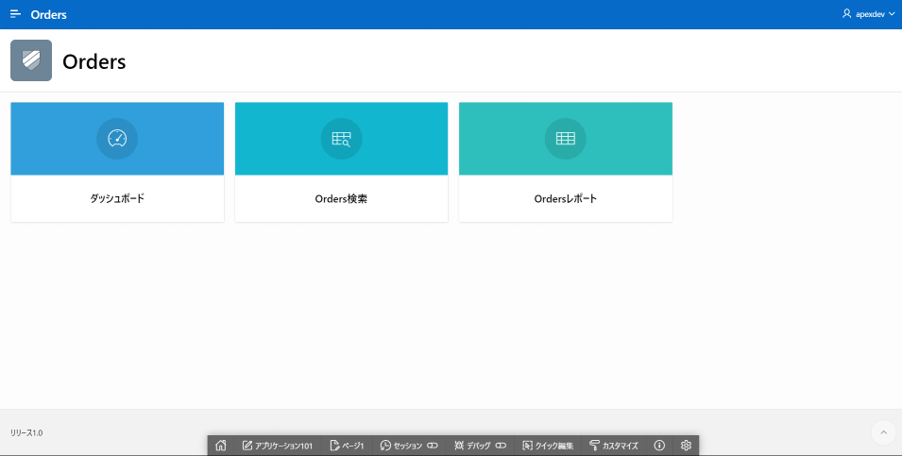 Orders
apexdev
Orders
ダッシュボード
Orders検索
Ordersレポート
リリース1.0
アプリケーション101
ページ1
セッション
デバッグ
クイック編集
カスタマイズ